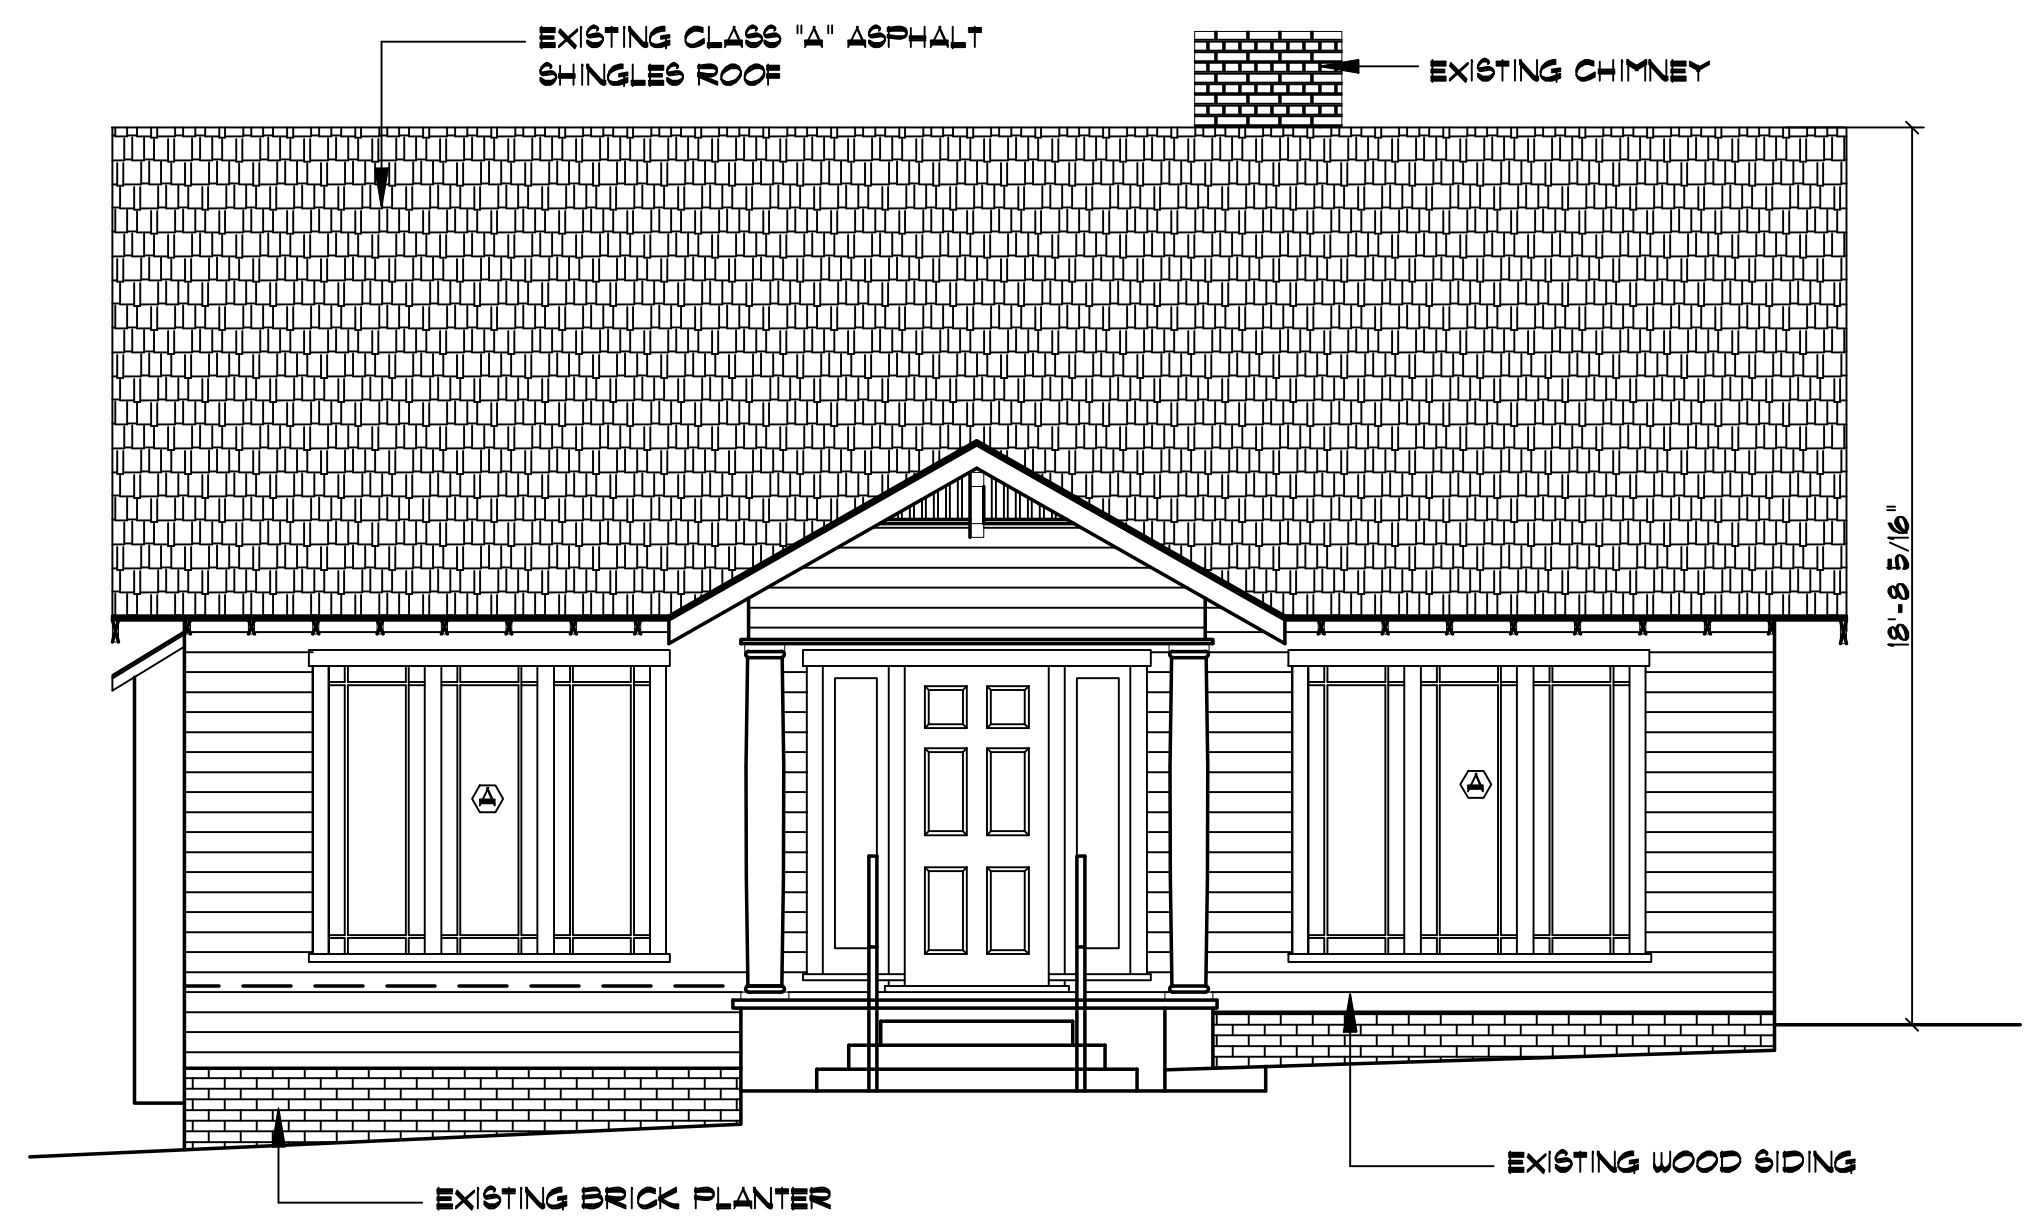 EXISTING CLASS "A" ASPHALT
SHINGLES ROOF
EXISTING CHIMNEY
18'-8 5/16"
A
A
EXISTING WOOD SIDING
EXISTING BRICK PLANTER